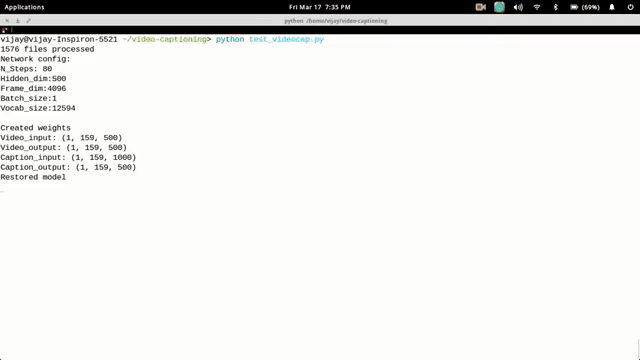 Applications
Fri Mar 17 7:35 PM
(69%)
python /home/vijay/video-captioning
vijay@vijay-Inspiron-5521 ~/video-captioning> python test_videocap.py
1576 files processed
Network config:
N_Steps: 80
Hidden_dim:500
Frame_dim:4096
Batch_size:1
Vocab_size:12594
Created weights
Video_input: (1, 159, 500)
Video_output: (1, 159, 500)
Caption_input: (1, 159, 1000)
Caption_output: (1, 159, 500)
Restored model